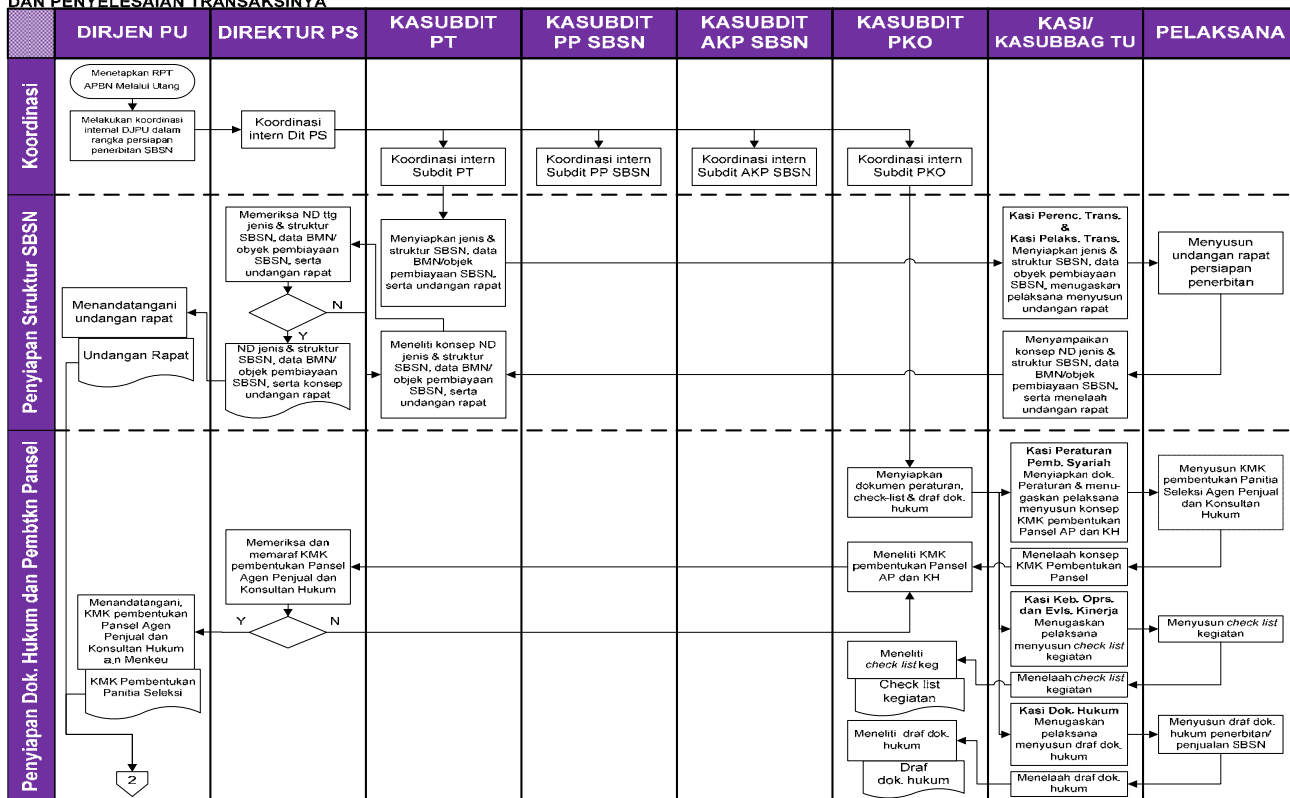 DAN PENYELESAIAN TRANSAKSINYA
DIRJEN PU
DIREKTUR PS
KASUBDIT
PT
KASUBDIT
PP SBSN
KASUBDIT
AKP SBSN
KASUBDIT
PKO
KASI/
KASUBBAG TU
PELAKSANA
Koordinasi
Menetapkan RPT
APBN Melalui Utang
Melakukan koordinasi
internal DJPU dalam
rangka persiapan
penerbitan SBSN
Koordinasi
intern Dit PS
Koordinasi intern
Subdit PT
Koordinasi intern
Subdit PP SBSN
Koordinasi intern
Subdit AKP SBSN
Koordinasi intern
Subdit PKO
Penyiapan Struktur SBSN
Memeriksa ND ttg
jenis & struktur
SBSN, data BMN/
obyek pembiayaan
SBSN, serta
undangan rapat
Menyiapkan jenis &
struktur SBSN, data
BMN/objek
pembiayaan SBSN,
serta undangan rapat
Kasi Perenc. Trans.
&
Kasi Pelaks. Trans.
Menyiapkan jenis &
struktur SBSN, data
obyek pembiayaan
SBSN, menugaskan
pelaksana menyusun
undangan rapat
Menyusun
undangan rapat
persiapan
penerbitan
Menandatangani
undangan rapat
Undangan Rapat
N
Y
ND jenis & struktur
SBSN, data BMN/
objek pembiayaan
SBSN, serta konsep
undangan rapat
Meneliti konsep ND
jenis & struktur
SBSN, data BMN/
objek pembiayaan
SBSN, serta
undangan rapat
Menyampaikan
konsep ND jenis &
struktur SBSN, data
BMN/objek
pembiayaan SBSN,
serta menelaah
undangan rapat
Penyiapan Dok. Hukum dan Pembtkn Pansel
Menyiapkan
dokumen peraturan,
check-list & draf dok.
hukum
Kasi Peraturan
Pemb. Syariah
Menyiapkan dok.
Peraturan & menu-
gaskan pelaksana
menyusun konsep
KMK pembentukan
Pansel AP dan KH
Menyusun KMK
pembentukan Panitia
Seleksi Agen Penjual
dan Konsultan
Hukum
Memeriksa dan
memaraf KMK
pembentukan Pansel
Agen Penjual dan
Konsultan Hukum
Meneliti KMK
pembentukan Pansel
AP dan KH
Menelaah konsep
KMK Pembentukan
Pansel
Menandatangani,
KMK pembentukan
Pansel Agen
Penjual dan
Konsultan Hukum
a.n Menkeu
Y
N
KMK Pembentukan
Panitia Seleksi
Kasi Keb. Oprs.
dan Evls. Kinerja
Menugaskan
pelaksana
menyusun check list
kegiatan
Menyusun check list
kegiatan
Meneliti
check list keg
Check list
kegiatan
Menelaah check list
kegiatan
Kasi Dok. Hukum
Menugaskan
pelaksana
menyusun draf dok.
hukum
Menyusun draf dok.
hukum penerbitan/
penjualan SBSN
Meneliti draf dok.
hukum
Draf
dok. hukum
Menelaah draf dok.
hukum
2